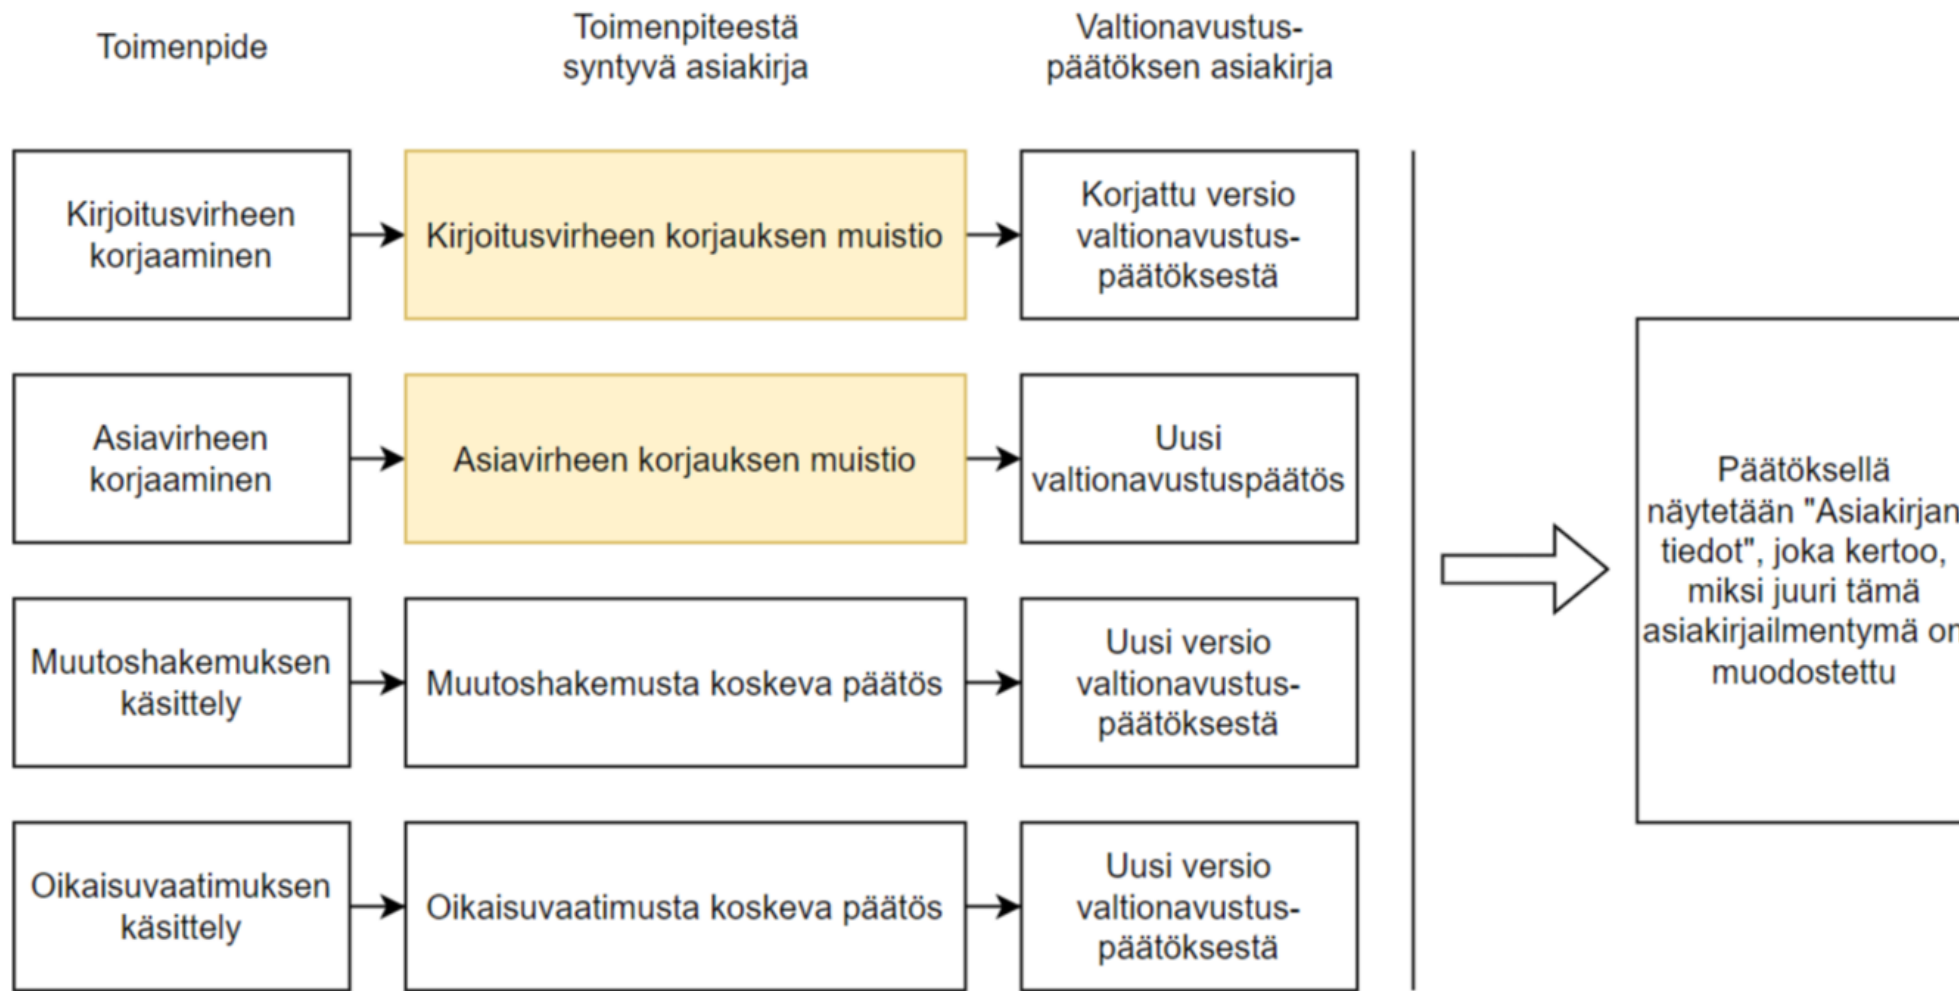 Toimenpide
Toimenpiteestä
syntyvä asiakirja
Valtionavustus-
päätöksen asiakirja
Kirjoitusvirheen
korjaaminen
Kirjoitusvirheen korjauksen muistio
Korjattu versio
valtionavustus-
päätöksestä
Asiavirheen
korjaaminen
Asiavirheen korjauksen muistio
Uusi
valtionavustuspäätös
Muutoshakemuksen
käsittely
Muutoshakemusta koskeva päätös
Uusi versio
valtionavustus-
päätöksestä
Oikaisuvaatimuksen
käsittely
Oikaisuvaatimusta koskeva päätös
Uusi versio
valtionavustus-
päätöksestä
Päätöksellä
näytetään "Asiakirjan
tiedot", joka kertoo,
miksi juuri tämä
asiakirjailmentymä on
muodostettu